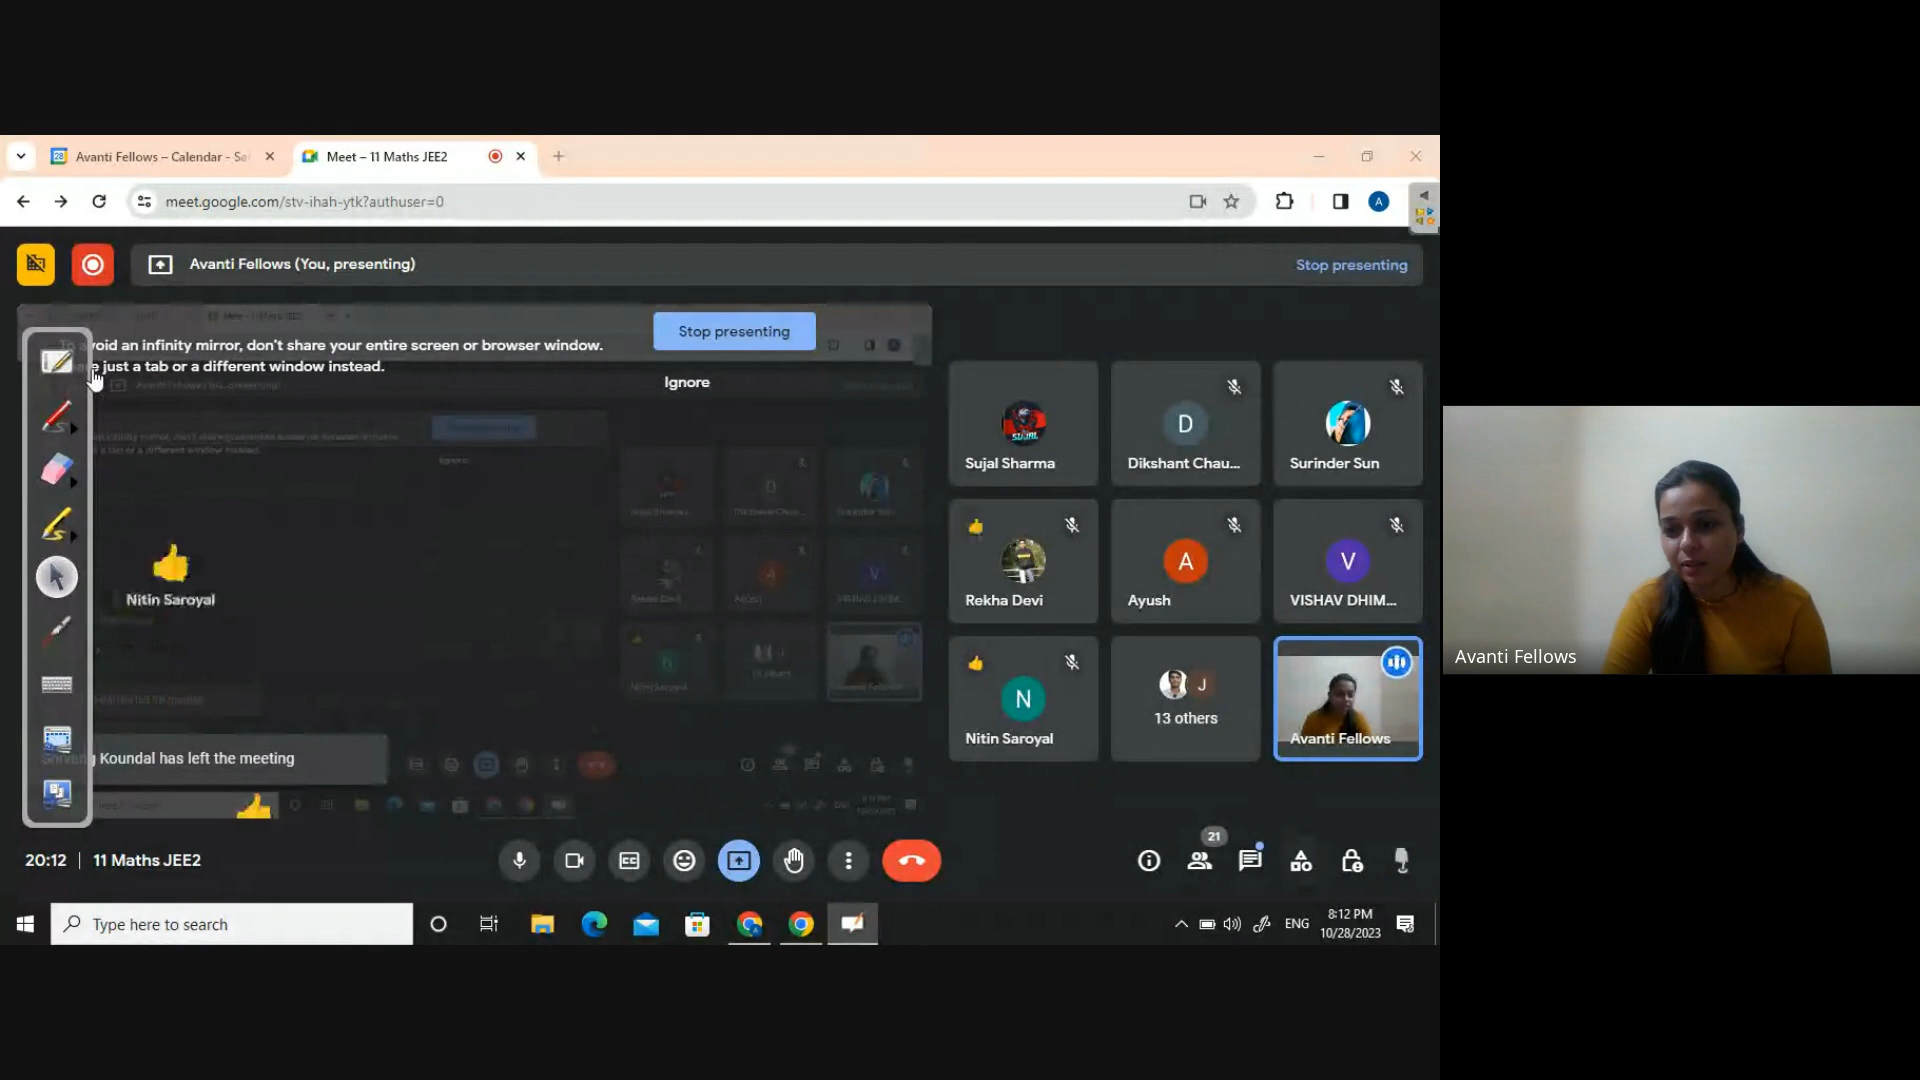 Avanti Fellows – Calendar - Sa
Meet – 11 Maths JEE2
meet.google.com/stv-ihah-ytk?authuser=0
A
Avanti Fellows (You, presenting)
Stop presenting
void an infinity mirror, don't share your entire screen or browser window.
just a tab or a different window instead.
Stop presenting
Ignore
SUJAL
Sujal Sharma
D
Dikshant Chau...
Surinder Sun
Rekha Devi
A
Ayush
V
VISHAV DHIM...
Nitin Saroyal
N
Nitin Saroyal
J
13 others
Avanti Fellows
Avanti Fellows
Koundal has left the meeting
20:12 | 11 Maths JEE2
21
Type here to search
ENG
8:12 PM
10/28/2023